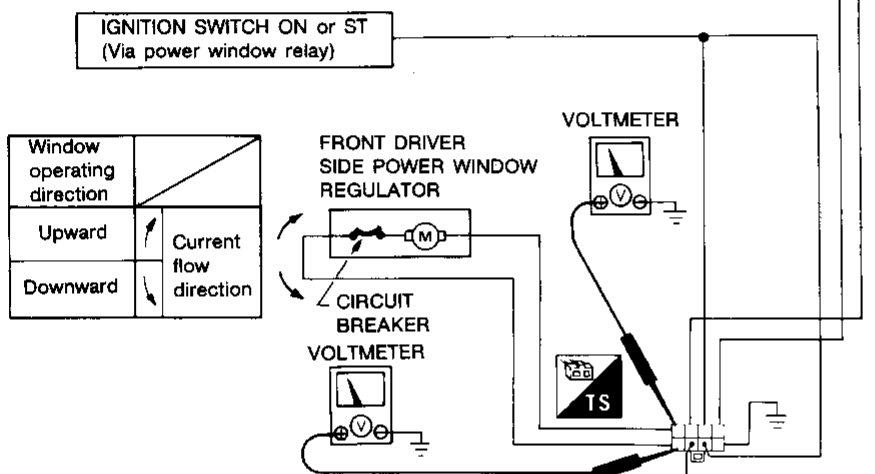 IGNITION SWITCH ON or ST
(Via power window relay)
VOLTMETER
Window
operating
direction
Upward
Downward
Current
flow
direction
FRONT DRIVER
SIDE POWER WINDOW
REGULATOR
M
V
CIRCUIT
BREAKER
VOLTMETER
V
TS